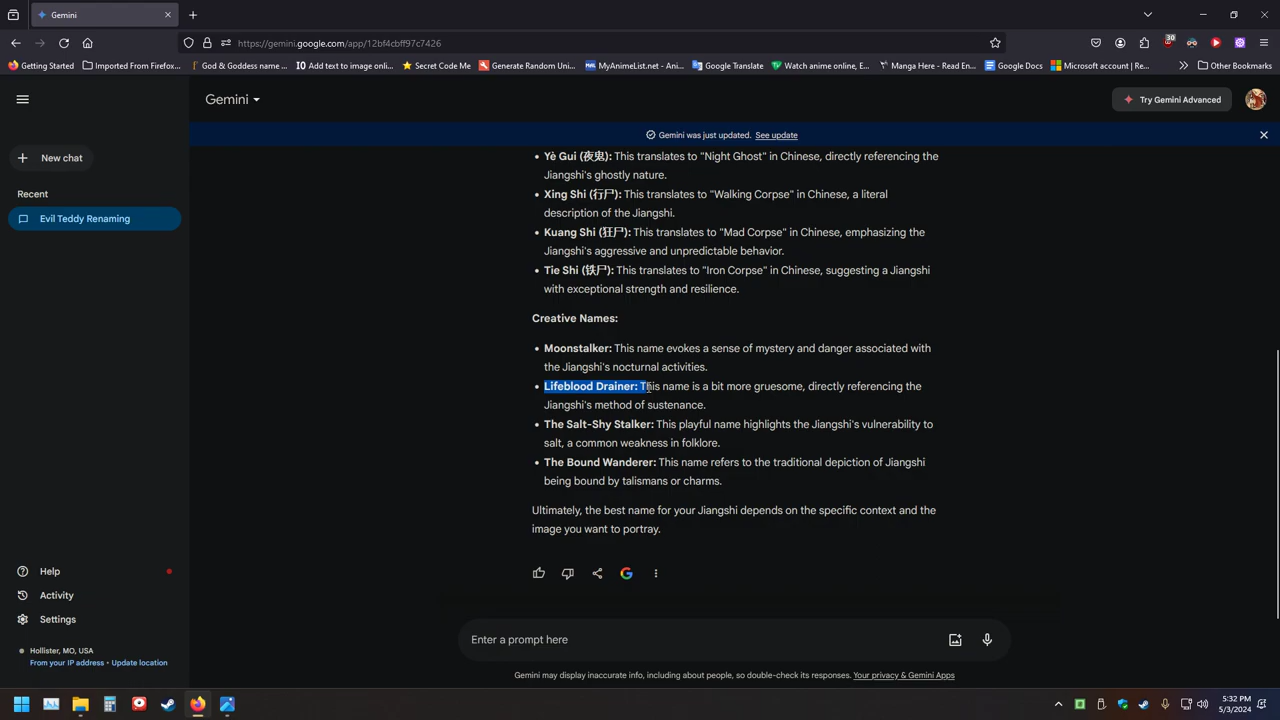 Gemini
https://gemini.google.com/app/12bf4cbff97c7426
Getting Started
Imported From Firefox...
God & Goddess name ...
Add text to image onlin...
Secret Code Me
Generate Random Uni...
MyAnimeList.net - Ani...
Google Translate
Watch anime online, E...
Manga Here - Read En...
Google Docs
Microsoft account | Re...
Other Bookmarks
Gemini
Try Gemini Advanced
Gemini was just updated. See update
New chat
Recent
Evil Teddy Renaming
• Yè Gui (夜鬼): This translates to "Night Ghost" in Chinese, directly referencing the
Jiangshi's ghostly nature.
• Xing Shi (行尸): This translates to "Walking Corpse" in Chinese, a literal
description of the Jiangshi.
• Kuang Shi (狂尸): This translates to "Mad Corpse" in Chinese, emphasizing the
Jiangshi's aggressive and unpredictable behavior.
• Tie Shi (铁尸): This translates to "Iron Corpse" in Chinese, suggesting a Jiangshi
with exceptional strength and resilience.
Creative Names:
• Moonstalker: This name evokes a sense of mystery and danger associated with
the Jiangshi's nocturnal activities.
• Lifeblood Drainer: This name is a bit more gruesome, directly referencing the
Jiangshi's method of sustenance.
• The Salt-Shy Stalker: This playful name highlights the Jiangshi's vulnerability to
salt, a common weakness in folklore.
• The Bound Wanderer: This name refers to the traditional depiction of Jiangshi
being bound by talismans or charms.
Ultimately, the best name for your Jiangshi depends on the specific context and the
image you want to portray.
Help
Activity
Settings
Hollister, MO, USA
From your IP address • Update location
Enter a prompt here
Gemini may display inaccurate info, including about people, so double-check its responses. Your privacy & Gemini Apps
5:32 PM
5/3/2024